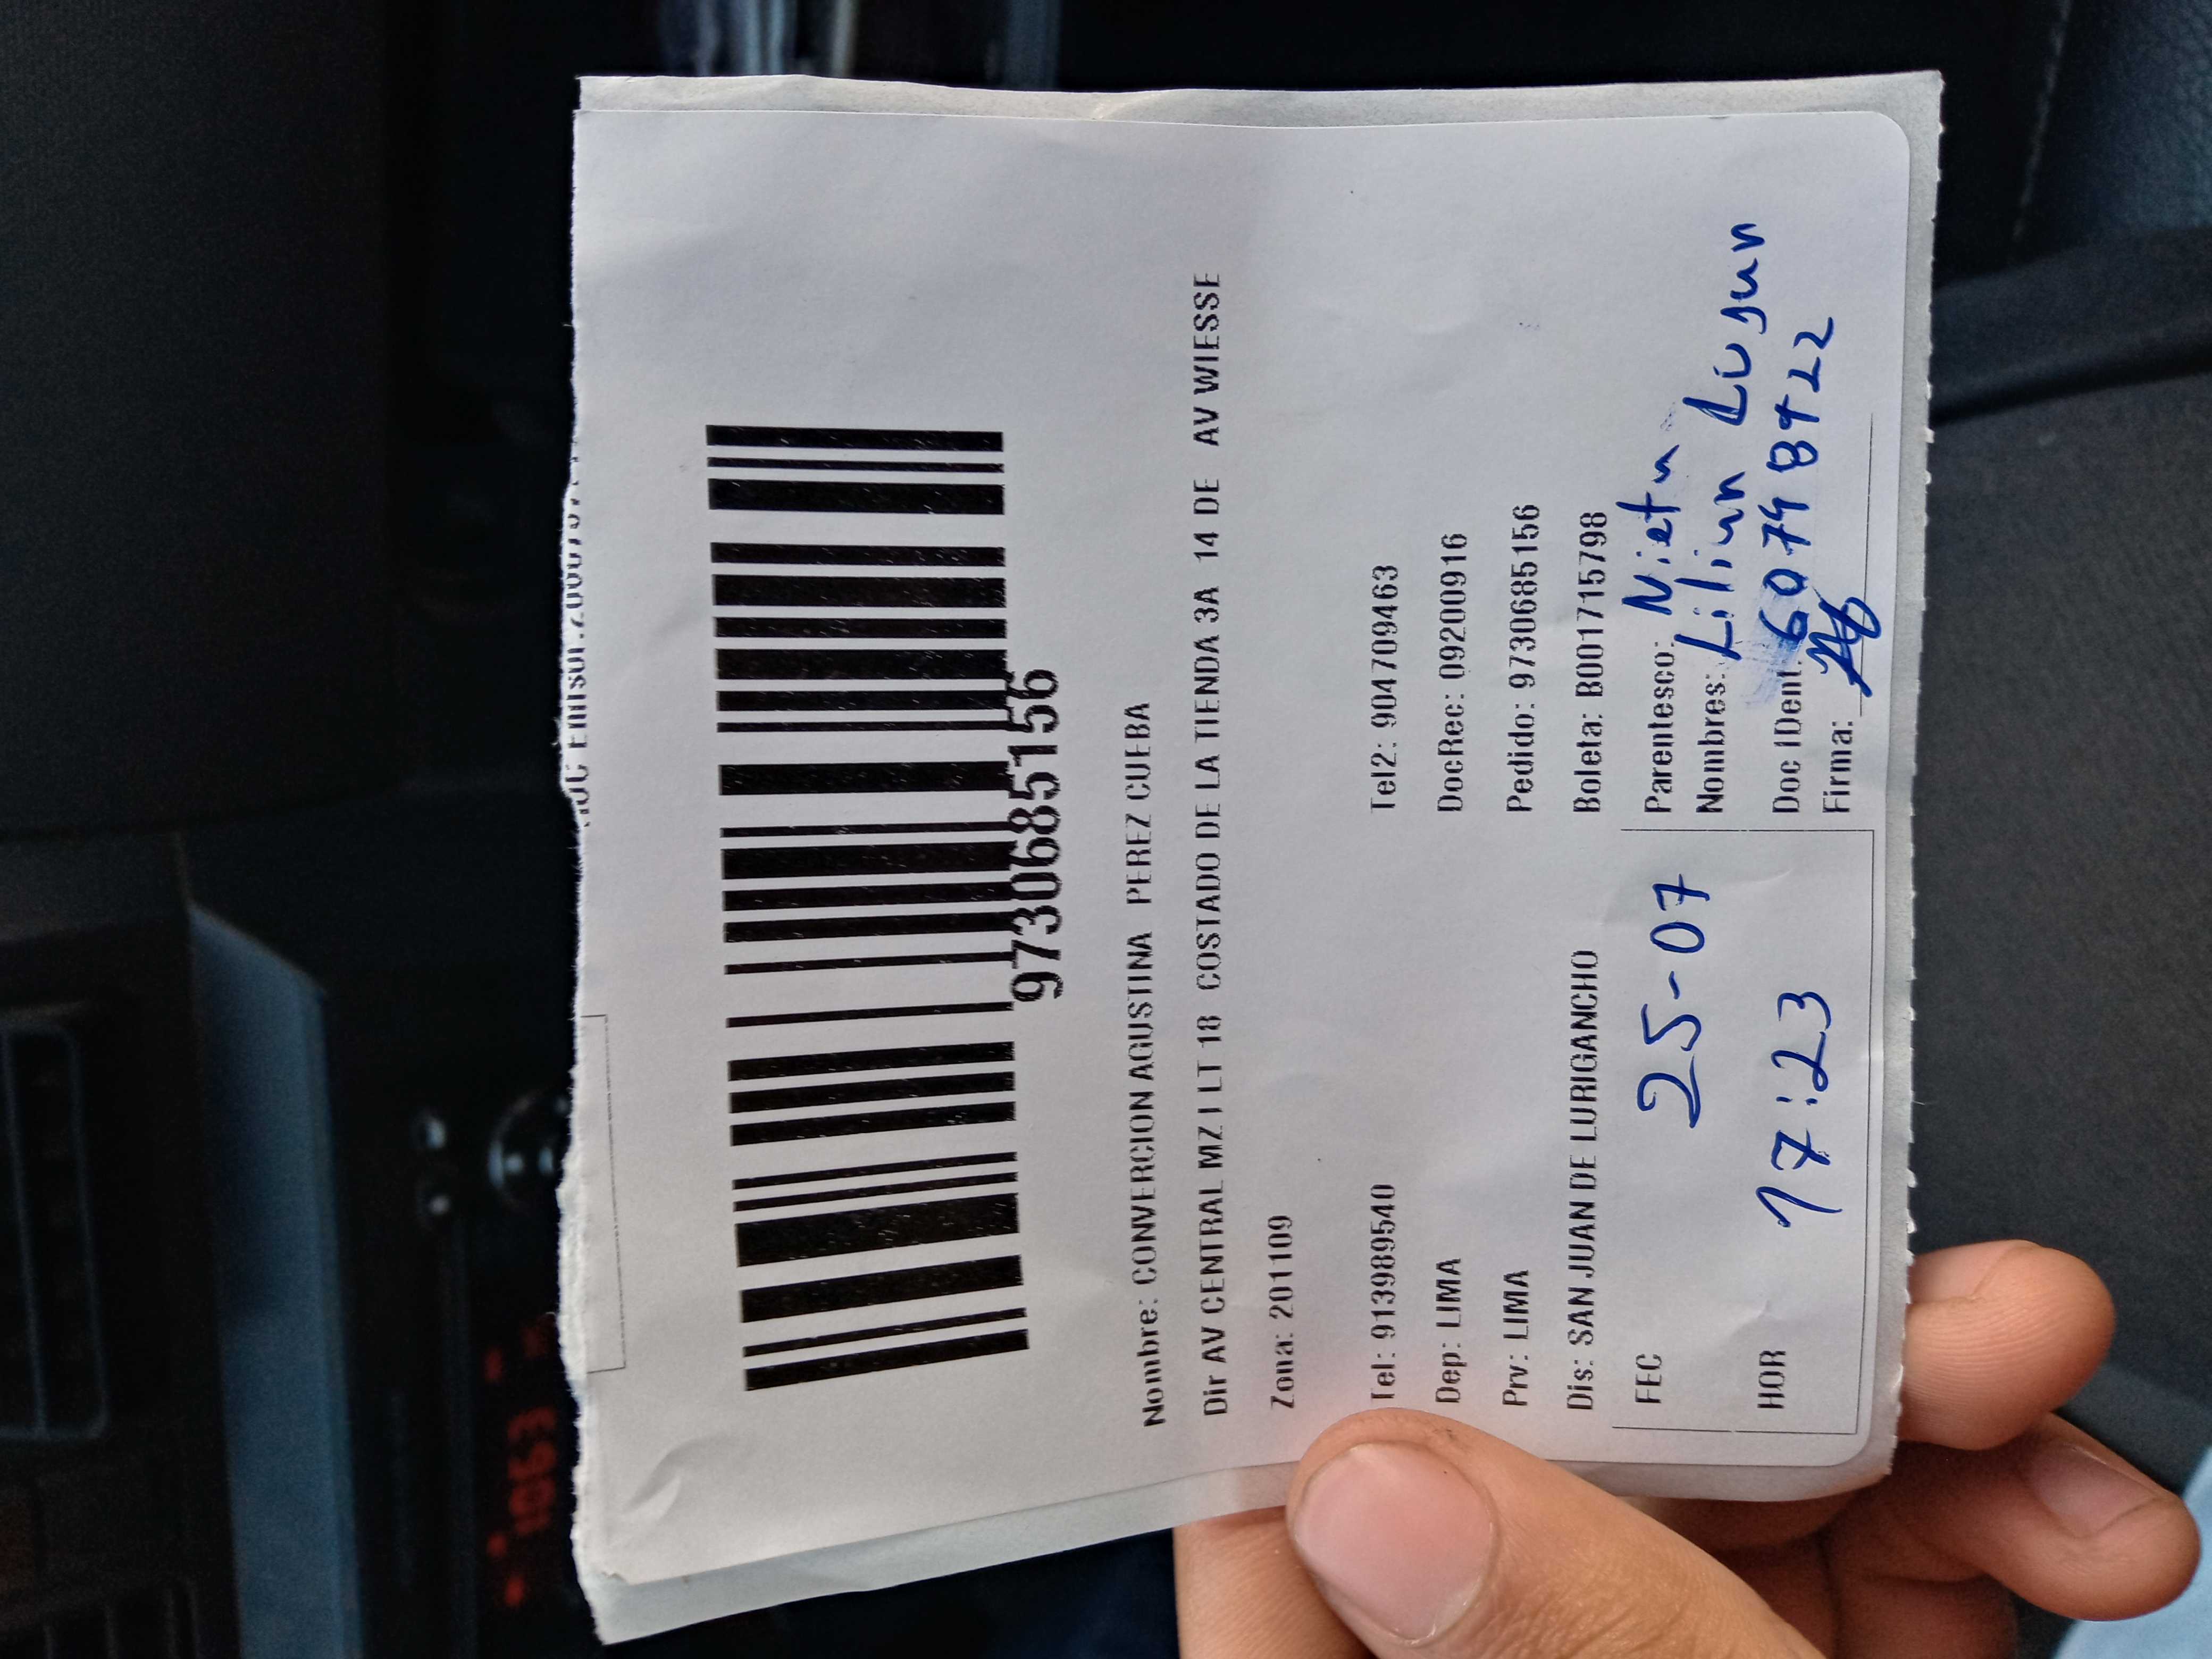 9730685156
Nombre: CONVERCION AGUSTINA PEREZ CUEBA
Dir AV CENTRAL MZ I LT 18 COSTADO DE LA TIENDA 3A 14 DE AV WIESSE
Zona: 201109
Tel: 913989540 Tel2: 904709463
Dep: LIMA DocRec: 09200916
Prv: LIMA Pedido: 9730685156
Dis: SAN JUAN DE LURIGANCHO Boleta: B001715798
FEC 25-07 Parentesco: Nieta
Nombres: Lilian
HOR 17:23 Doc IDent.
Firma: